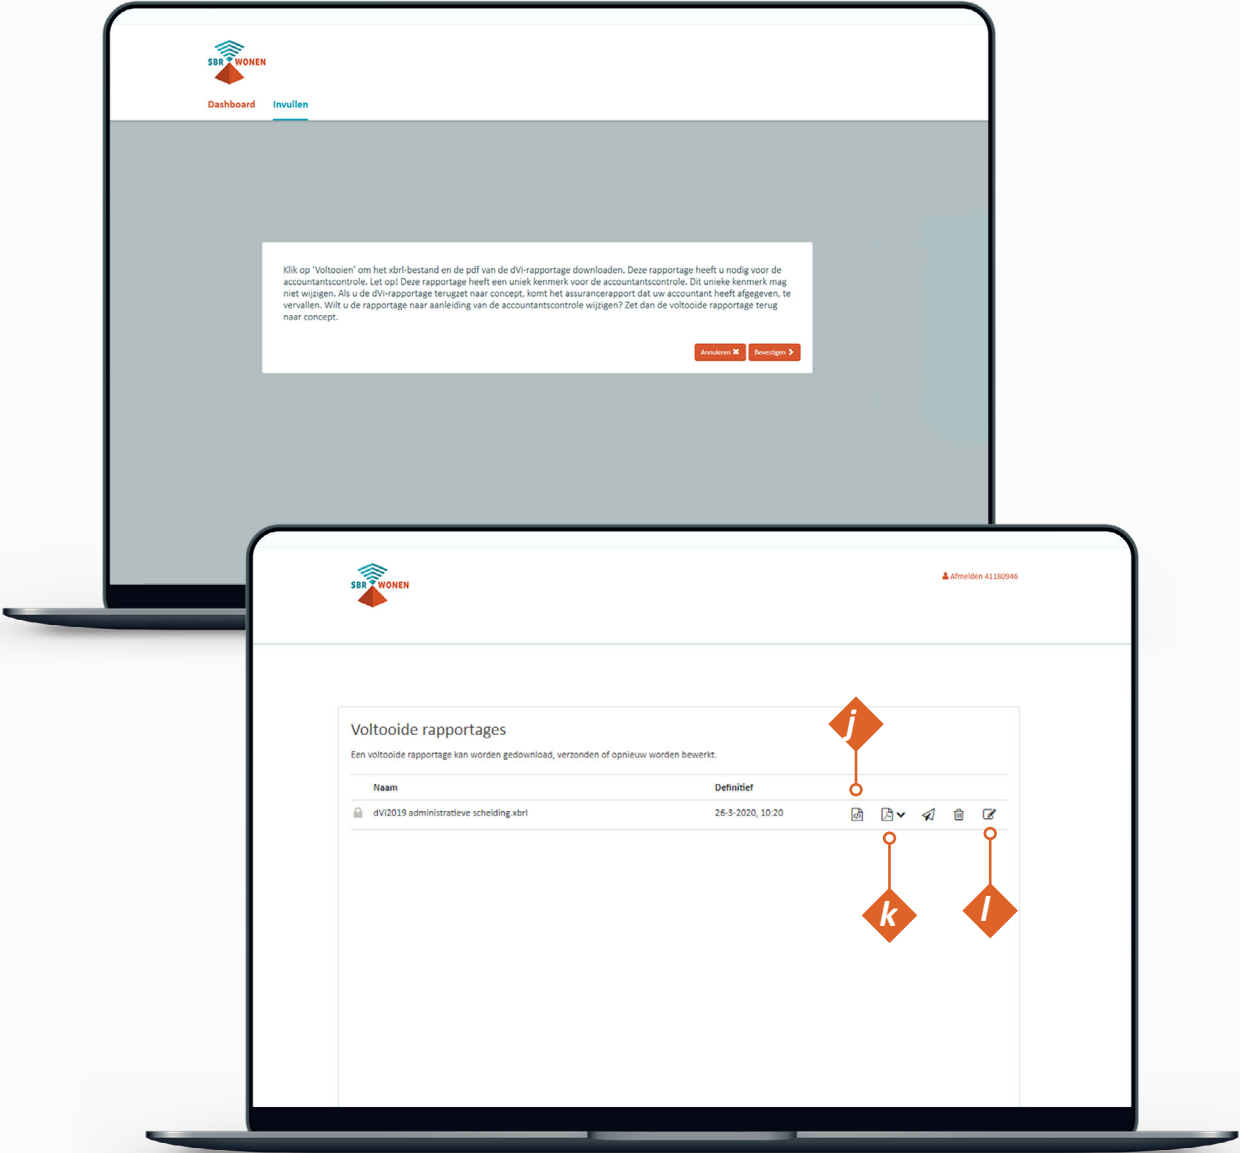 SBR WONEN
Dashboard Invullen
Klik op 'Voltooien' om het xbrl-bestand en de pdf van de dVi-rapportage downloaden. Deze rapportage heeft u nodig voor de
accountantscontrole. Let op! Deze rapportage heeft een uniek kenmerk voor de accountantscontrole. Dit unieke kenmerk mag
niet wijzigen. Als u de dVi-rapportage terugzet naar concept, komt het assurancerapport dat uw accountant heeft afgegeven, te
vervallen. Wilt u de rapportage naar aanleiding van de accountantscontrole wijzigen? Zet dan de voltooide rapportage terug
naar concept.
Annuleren Bevestigen
SBR WONEN
Afmelden 41180946
j
Voltooide rapportages
Een voltooide rapportage kan worden gedownload, verzonden of opnieuw worden bewerkt.
Naam Definitief
dVi2019 administratieve scheiding.xbrl 26-3-2020, 10:20
k l